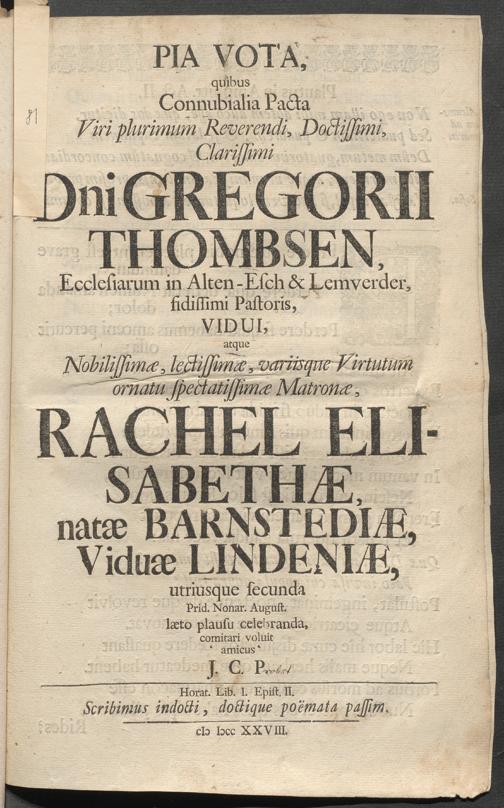 81
PIA VOTA,
quibus
Connubialia Pacta
Viri plurimum Reverendi, Doctiſſimi,
Clariſſimi
Dni GREGORII
THOMBSEN,
Eccleſiarum in Alten-Eſch & Lemverder,
fidiſſimi Paſtoris,
VIDUI,
atque
Nobiliſſimæ, lectiſſimæ, variisque Virtutum
ornatu ſpectatiſſimæ Matronæ,
RACHEL ELI-
SABETHÆ,
natæ BARNSTEDIÆ,
Viduæ LINDENIÆ,
utriusque ſecunda
Prid. Nonar. Auguſt.
læto plauſu celebranda,
comitari voluit
amicus
J. C. P
Horat. Lib. I. Epiſt. II.
Scribimus indocti, doctique poëmata paſſim.
cIɔ Iɔcc XXVIII.